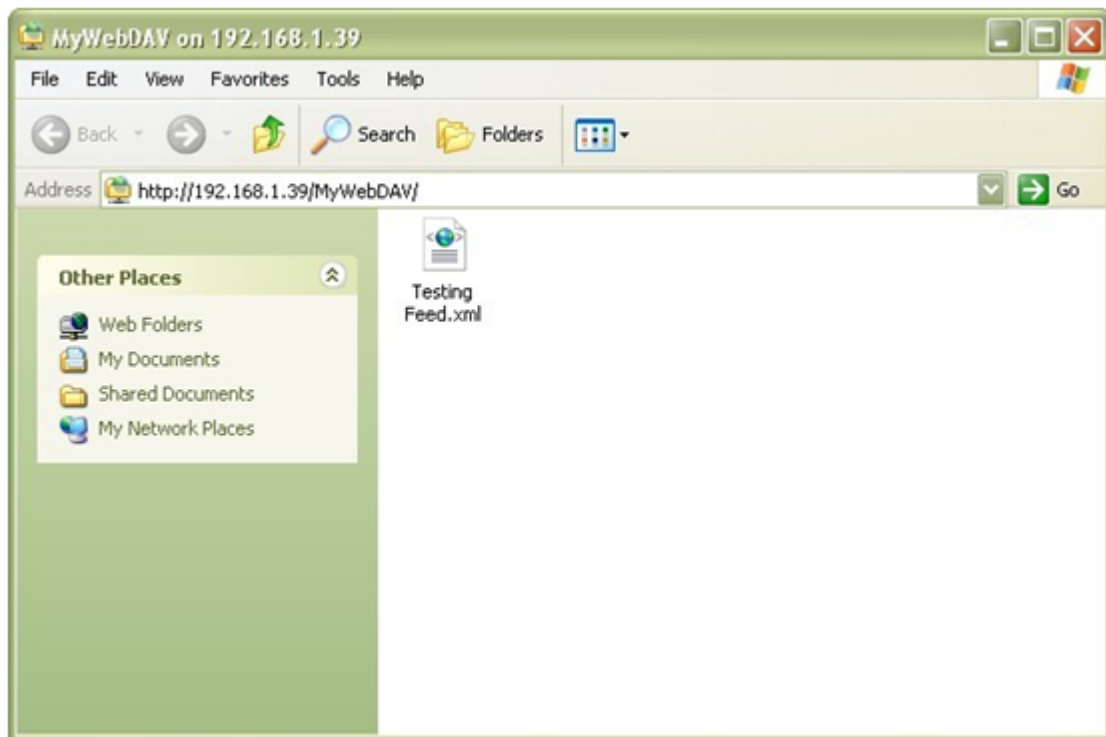 MyWebDAV on 192.168.1.39
File Edit View Favorites Tools Help
Back Search Folders
Address http://192.168.1.39/MyWebDAV/ Go
Other Places
Web Folders
My Documents
Shared Documents
My Network Places
Testing
Feed.xml